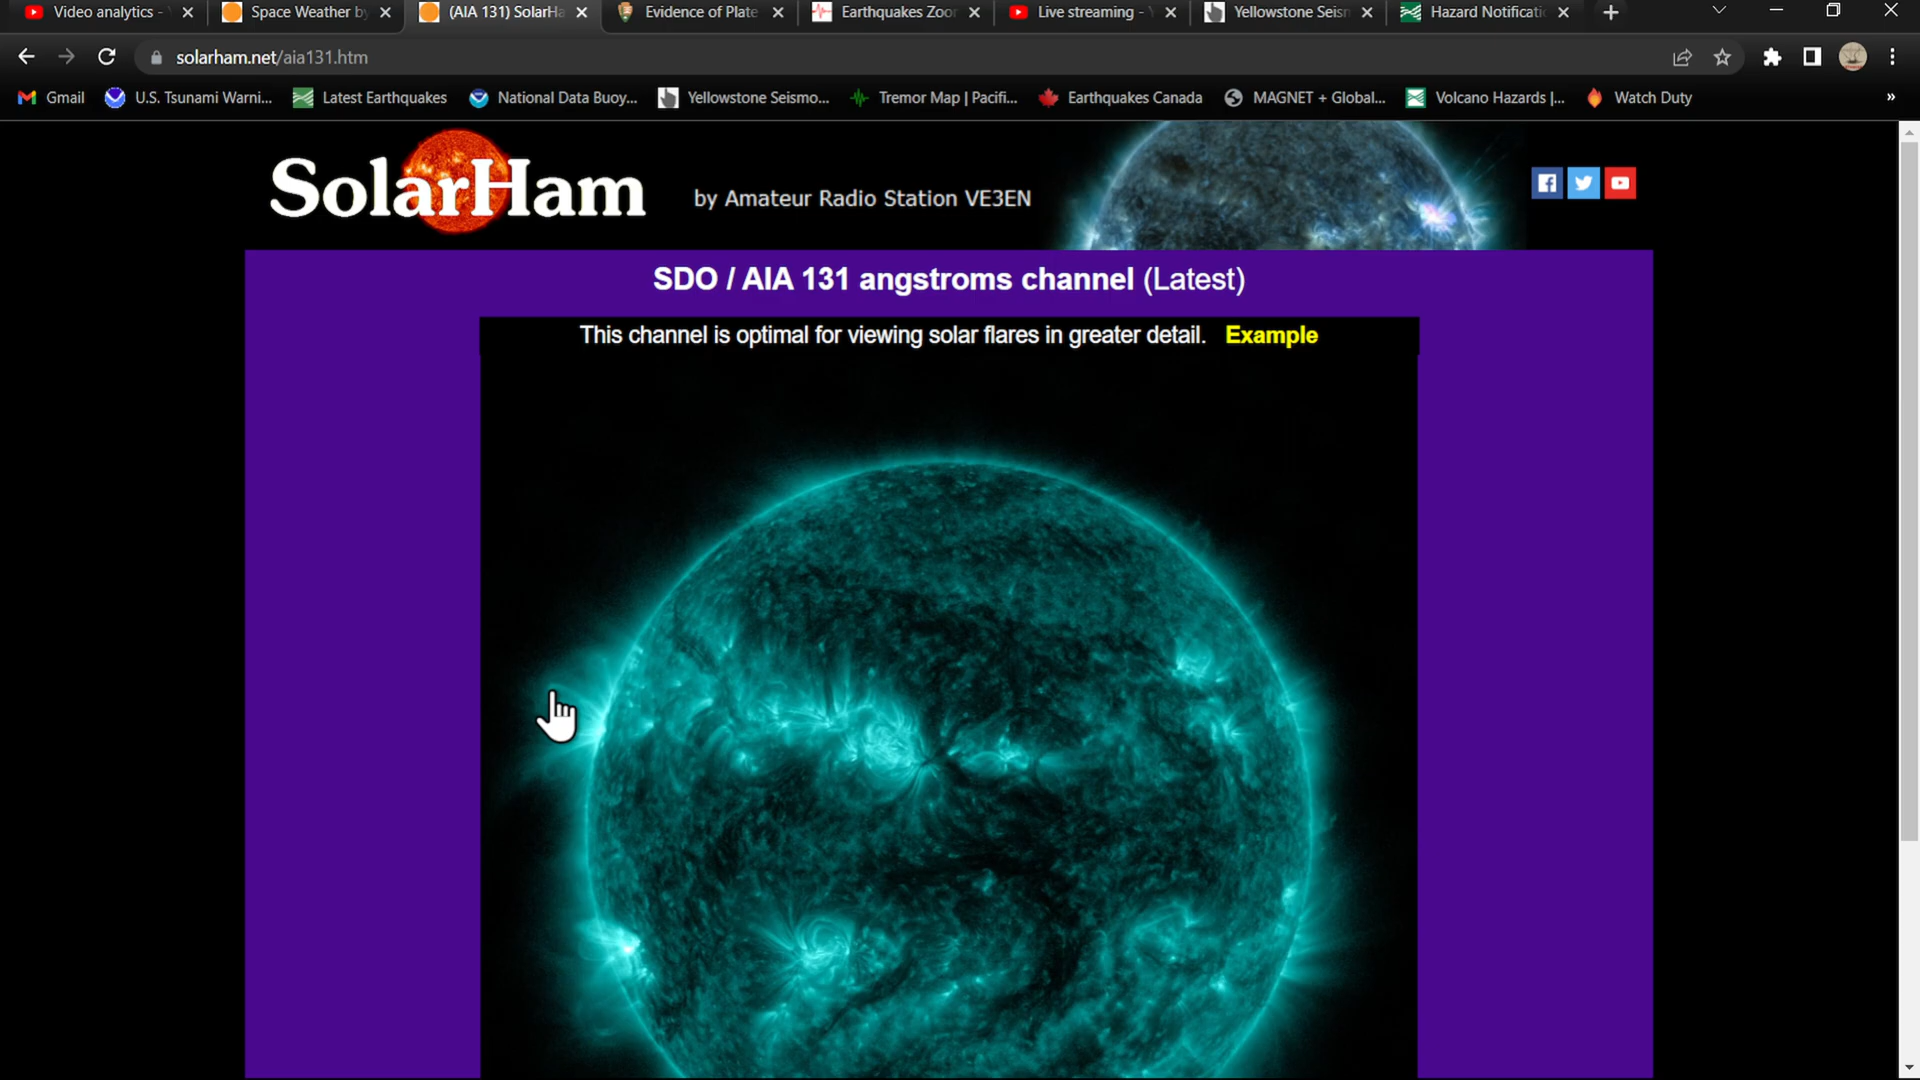 Video analytics -
Space Weather by
(AIA 131) SolarHa
Evidence of Plate
Earthquakes Zoo
Live streaming -
Yellowstone Seism
Hazard Notificati
solarham.net/aia131.htm
Gmail
U.S. Tsunami Warni...
Latest Earthquakes
National Data Buoy...
Yellowstone Seismo...
Tremor Map | Pacifi...
Earthquakes Canada
MAGNET + Global...
Volcano Hazards |...
Watch Duty
»
SolarHam
by Amateur Radio Station VE3EN
SDO / AIA 131 angstroms channel (Latest)
This channel is optimal for viewing solar flares in greater detail. Example